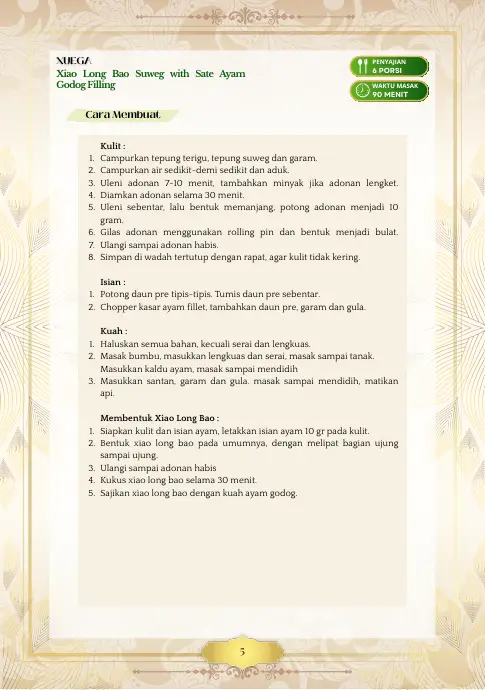 XUEGA
Xiao Long Bao Suweg with Sate Ayam
Godog Filling
PENYAJIAN
6 PORSI
WAKTU MASAK
90 MENIT
Cara Membuat
Kulit :
1. Campurkan tepung terigu, tepung suweg dan garam.
2. Campurkan air sedikit-demi sedikit dan aduk.
3. Uleni adonan 7-10 menit, tambahkan minyak jika adonan lengket.
4. Diamkan adonan selama 30 menit.
5. Uleni sebentar, lalu bentuk memanjang, potong adonan menjadi 10
gram.
6. Gilas adonan menggunakan rolling pin dan bentuk menjadi bulat.
7. Ulangi sampai adonan habis.
8. Simpan di wadah tertutup dengan rapat, agar kulit tidak kering.
Isian :
1. Potong daun pre tipis-tipis. Tumis daun pre sebentar.
2. Chopper kasar ayam fillet, tambahkan daun pre, garam dan gula.
Kuah :
1. Haluskan semua bahan, kecuali serai dan lengkuas.
2. Masak bumbu, masukkan lengkuas dan serai, masak sampai tanak.
Masukkan kaldu ayam, masak sampai mendidih
3. Masukkan santan, garam dan gula. masak sampai mendidih, matikan
api.
Membentuk Xiao Long Bao :
1. Siapkan kulit dan isian ayam, letakkan isian ayam 10 gr pada kulit.
2. Bentuk xiao long bao pada umumnya, dengan melipat bagian ujung
sampai ujung.
3. Ulangi sampai adonan habis
4. Kukus xiao long bao selama 30 menit.
5. Sajikan xiao long bao dengan kuah ayam godog.
5